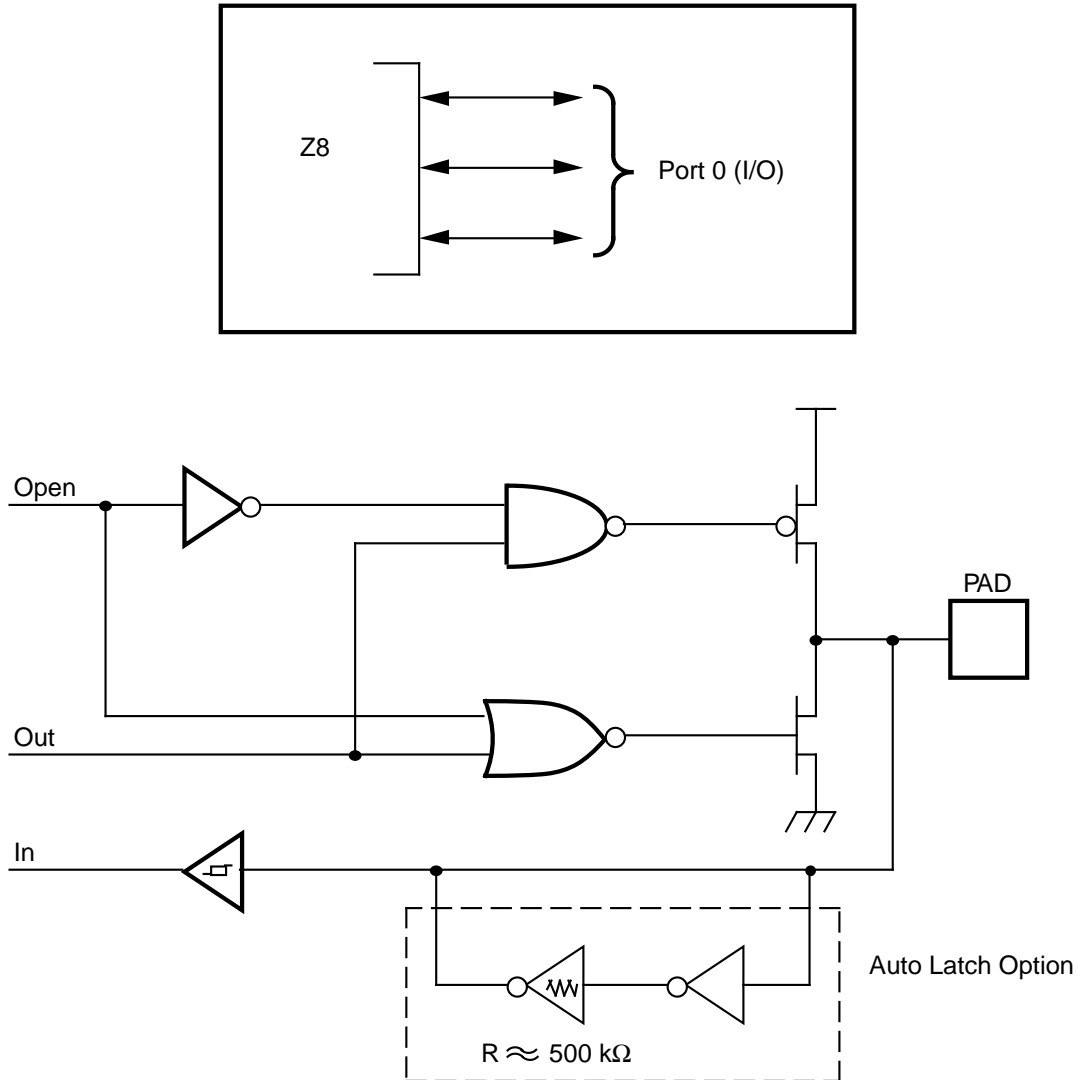 Z8
Port 0 (I/O)
Open
PAD
Out
In
Auto Latch Option
R ≈ 500 kΩ